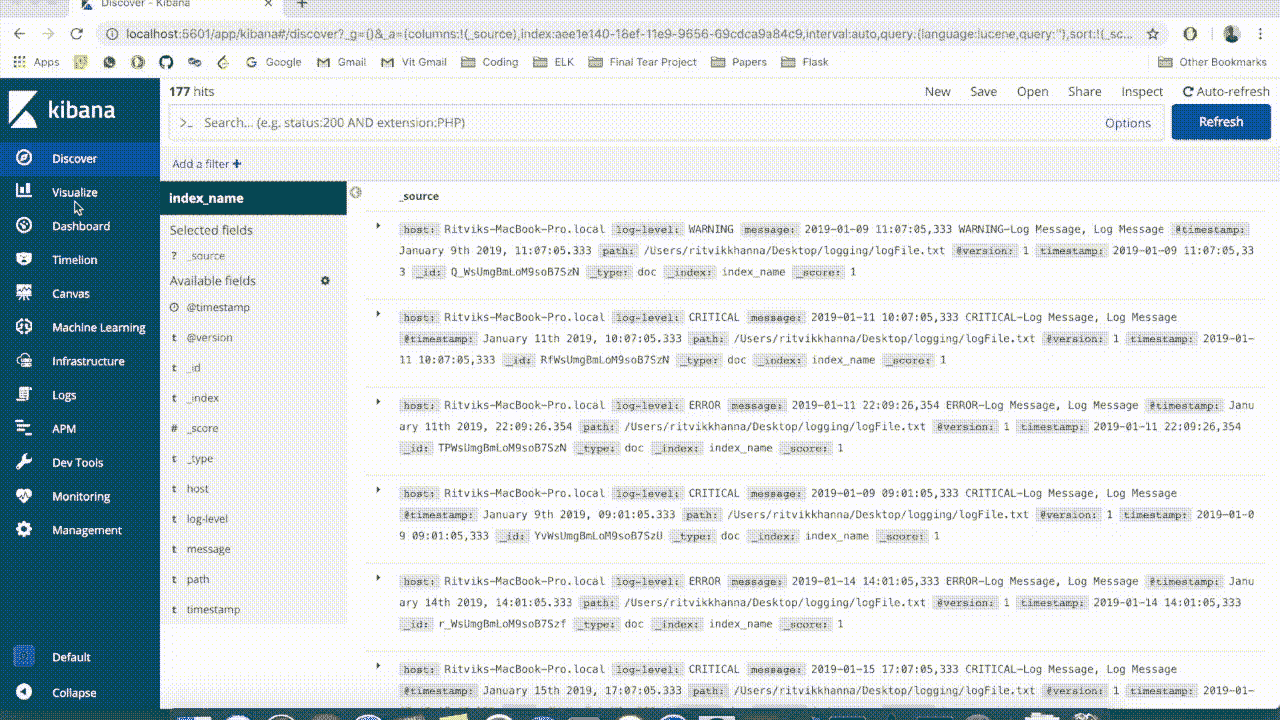 Discover - Kibana
localhost:5601/app/kibana#/discover?_g=()&_a=(columns:!(_source),index:aee1e140-16ef-11e9-9656-69cdca9a84c9,interval:auto,query:(language:lucene,query:''),sort:!(_sc...
Apps Google Gmail Vit Gmail Coding ELK Final Tear Project Papers Flask Other Bookmarks
kibana
Discover
Visualize
Dashboard
Timelion
Canvas
Machine Learning
Infrastructure
Logs
APM
Dev Tools
Monitoring
Management
Default
Collapse
177 hits
New Save Open Share Inspect Auto-refresh
>_ Search... (e.g. status:200 AND extension:PHP) Options Refresh
Add a filter +
index_name
Selected fields
? _source
Available fields
@timestamp
t @version
t _id
t _index
# _score
t _type
t host
t log-level
t message
t path
t timestamp
_source
host: Ritviks-MacBook-Pro.local log-level: WARNING message: 2019-01-09 11:07:05,333 WARNING-Log Message, Log Message @timestamp:
January 9th 2019, 11:07:05.333 path: /Users/ritvikkhanna/Desktop/logging/logFile.txt @version: 1 timestamp: 2019-01-09 11:07:05,33
3 _id: Q_WsUmgBmLoM9soB7SzN _type: doc _index: index_name _score: 1
host: Ritviks-MacBook-Pro.local log-level: CRITICAL message: 2019-01-11 10:07:05,333 CRITICAL-Log Message, Log Message
@timestamp: January 11th 2019, 10:07:05.333 path: /Users/ritvikkhanna/Desktop/logging/logFile.txt @version: 1 timestamp: 2019-01-
11 10:07:05,333 _id: RfWsUmgBmLoM9soB7SzN _type: doc _index: index_name _score: 1
host: Ritviks-MacBook-Pro.local log-level: ERROR message: 2019-01-11 22:09:26,354 ERROR-Log Message, Log Message @timestamp: Janu
ary 11th 2019, 22:09:26.354 path: /Users/ritvikkhanna/Desktop/logging/logFile.txt @version: 1 timestamp: 2019-01-11 22:09:26,354
_id: TPWsUmgBmLoM9soB7SzN _type: doc _index: index_name _score: 1
host: Ritviks-MacBook-Pro.local log-level: CRITICAL message: 2019-01-09 09:01:05,333 CRITICAL-Log Message, Log Message
@timestamp: January 9th 2019, 09:01:05.333 path: /Users/ritvikkhanna/Desktop/logging/logFile.txt @version: 1 timestamp: 2019-01-0
9 09:01:05,333 _id: YvWsUmgBmLoM9soB7SzU _type: doc _index: index_name _score: 1
host: Ritviks-MacBook-Pro.local log-level: ERROR message: 2019-01-14 14:01:05,333 ERROR-Log Message, Log Message @timestamp: Janu
ary 14th 2019, 14:01:05.333 path: /Users/ritvikkhanna/Desktop/logging/logFile.txt @version: 1 timestamp: 2019-01-14 14:01:05,333
_id: r_WsUmgBmLoM9soB7Szf _type: doc _index: index_name _score: 1
host: Ritviks-MacBook-Pro.local log-level: CRITICAL message: 2019-01-15 17:07:05,333 CRITICAL-Log Message, Log Message
@timestamp: January 15th 2019, 17:07:05.333 path: /Users/ritvikkhanna/Desktop/logging/logFile.txt @version: 1 timestamp: 2019-01-